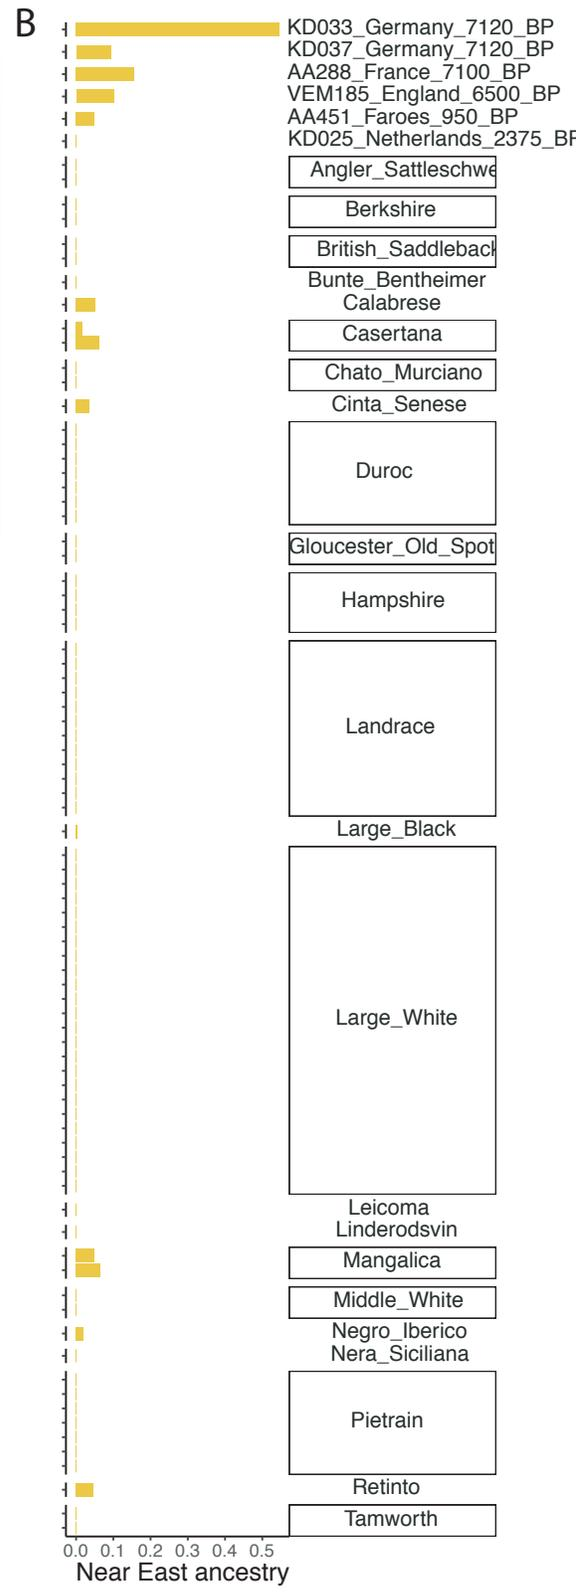 B
KD033_Germany_7120_BP
KD037_Germany_7120_BP
AA288_France_7100_BP
VEM185_England_6500_BP
AA451_Faroes_950_BP
KD025_Netherlands_2375_BP
Angler_Sattleschwe
Berkshire
British_Saddleback
Bunte_Bentheimer
Calabrese
Casertana
Chato_Murciano
Cinta_Senese
Duroc
Gloucester_Old_Spot
Hampshire
Landrace
Large_Black
Large_White
Leicoma
Linderodsvin
Mangalica
Middle_White
Negro_Iberico
Nera_Siciliana
Pietrain
Retinto
Tamworth
0.0 0.1 0.2 0.3 0.4 0.5
Near East ancestry